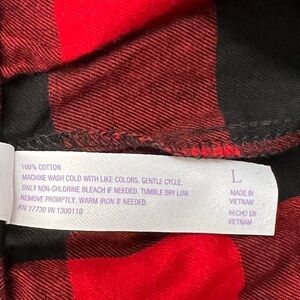 100% COTTON
MACHINE WASH COLD WITH LIKE COLORS. GENTLE CYCLE.
ONLY NON-CHLORINE BLEACH IF NEEDED. TUMBLE DRY LOW.
REMOVE PROMPTLY. WARM IRON IF NEEDED.
RN 17730 VN 1300110
L
MADE IN
VIETNAM
HECHO EN
VIETNAM